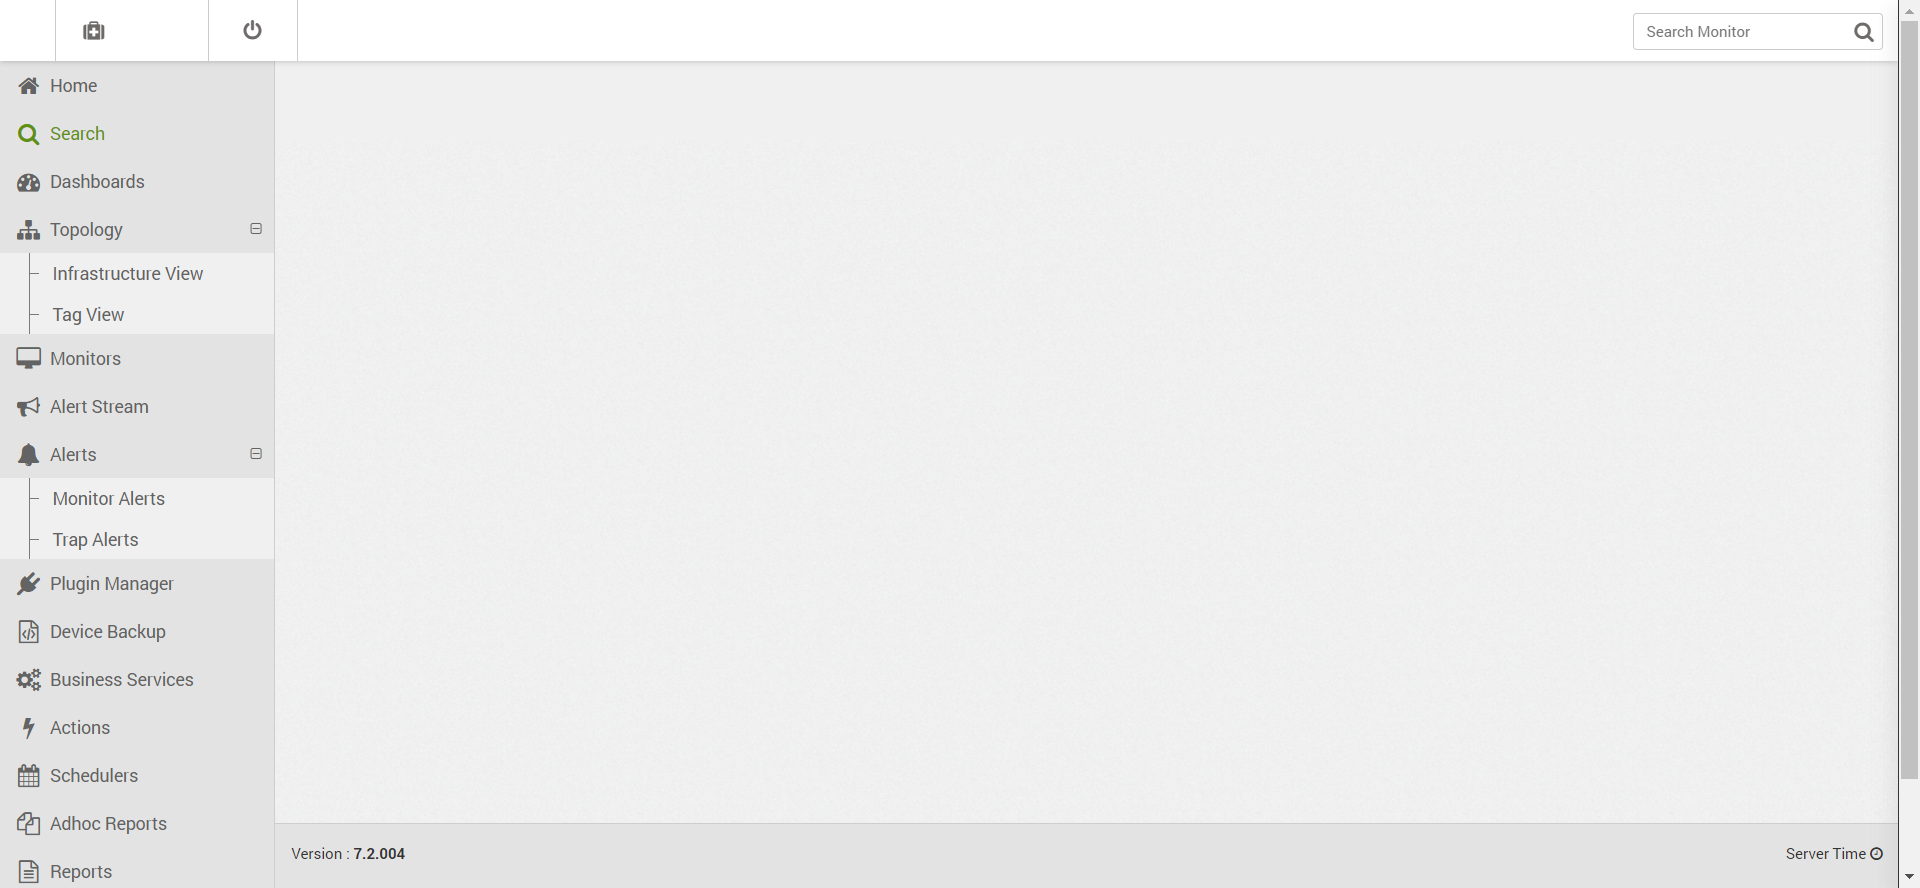 Search Monitor
Home
Search
Dashboards
Topology
Infrastructure View
Tag View
Monitors
Alert Stream
Alerts
Monitor Alerts
Trap Alerts
Plugin Manager
Device Backup
Business Services
Actions
Schedulers
Adhoc Reports
Reports
Version : 7.2.004
Server Time